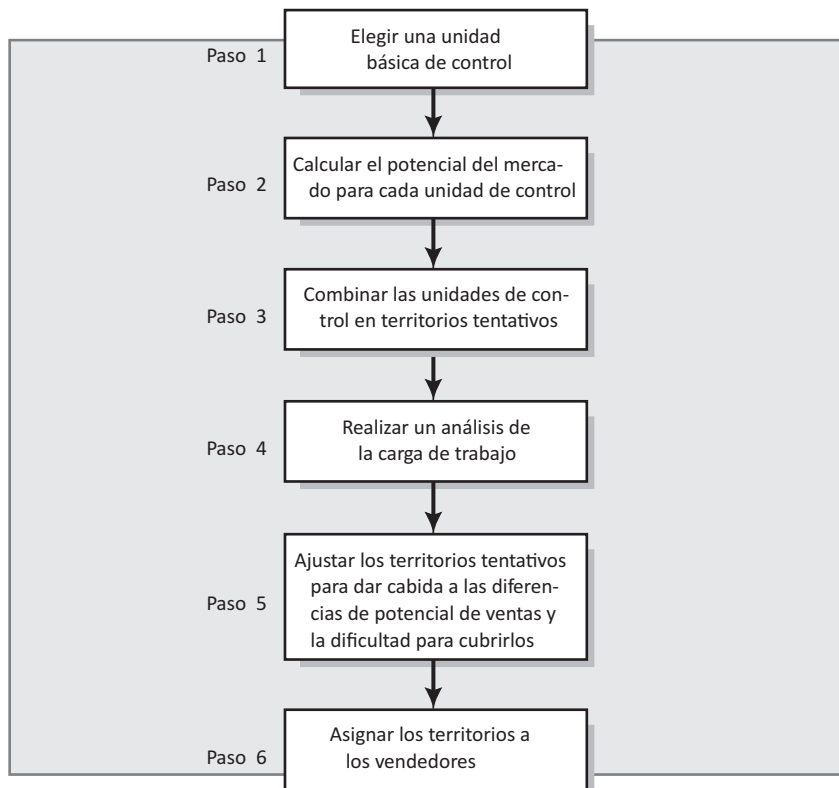 Elegir una unidad
Paso 1
básica de control
Calcular el potencial del merca-
Paso 2
do para cada unidad de control
Combinar las unidades de con-
Paso 3
trol en territorios tentativos
Realizar un análisis de
Paso 4
la carga de trabajo
Ajustar los territorios tentativos
para dar cabida a las diferen-
Paso 5
cias de potencial de ventas y
la dificultad para cubrirlos
Asignar los territorios a
Paso 6
los vendedores